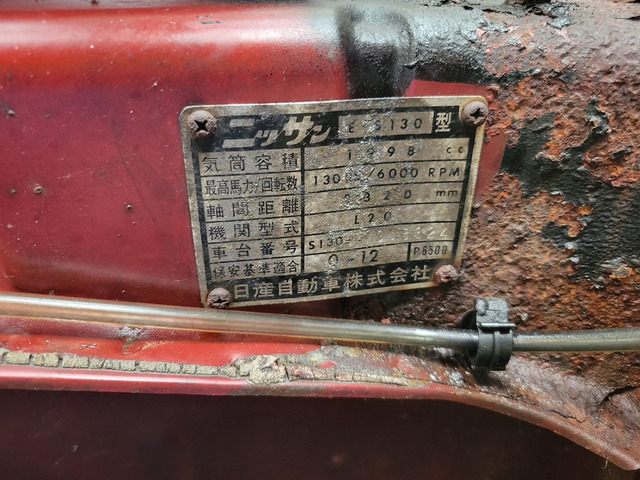 ニッサン E-S130 型
気筒容積 1998 cc
最高馬力/回転数 130 /6000 RPM
軸間距離 2320 mm
機関型式 L20
車台番号 S130
保安基準適合 0-12 P6500
日産自動車株式会社